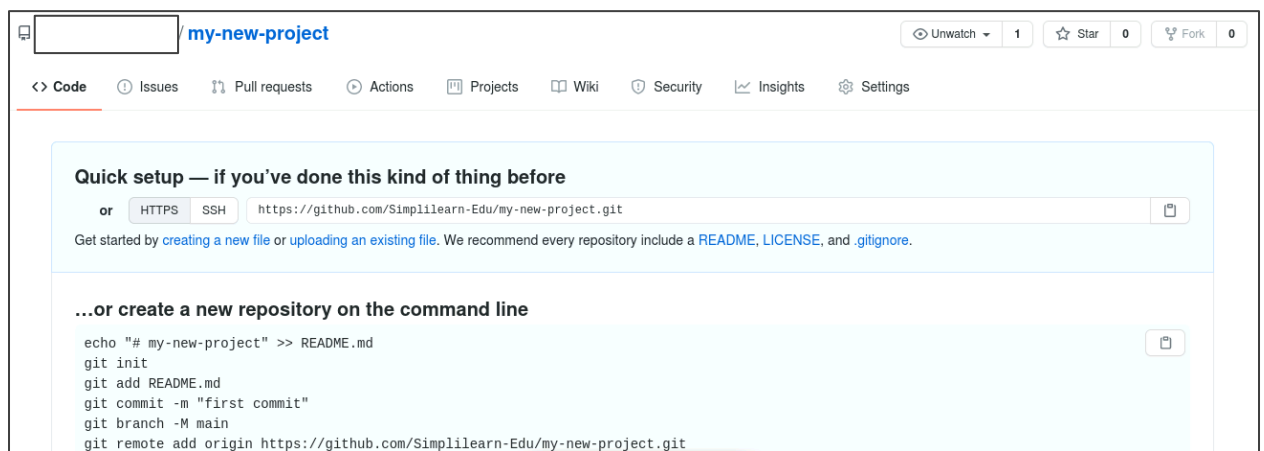 / my-new-project Unwatch 1 Star 0 Fork 0
Code Issues Pull requests Actions Projects Wiki Security Insights Settings
Quick setup — if you’ve done this kind of thing before
or HTTPS SSH https://github.com/Simplilearn-Edu/my-new-project.git
Get started by creating a new file or uploading an existing file. We recommend every repository include a README, LICENSE, and .gitignore.
…or create a new repository on the command line
echo "# my-new-project" >> README.md
git init
git add README.md
git commit -m "first commit"
git branch -M main
git remote add origin https://github.com/Simplilearn-Edu/my-new-project.git